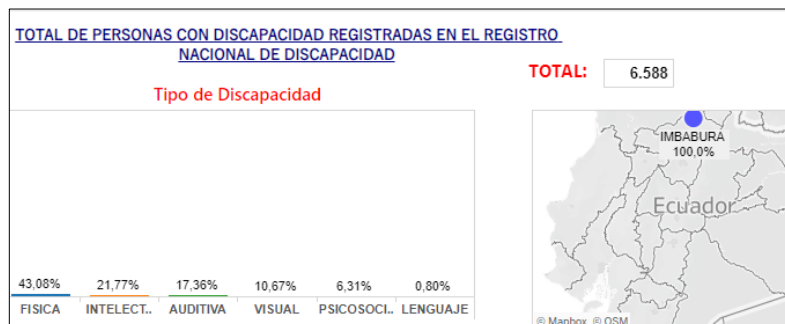 TOTAL DE PERSONAS CON DISCAPACIDAD REGISTRADAS EN EL REGISTRO
NACIONAL DE DISCAPACIDAD
TOTAL: 6.588
Tipo de Discapacidad
IMBABURA
100,0%
Ecuador
43,08% 21,77% 17,36% 10,67% 6,31% 0,80%
FISICA INTELECT.. AUDITIVA VISUAL PSICOSOCI.. LENGUAJE
© Mapbox © OSM